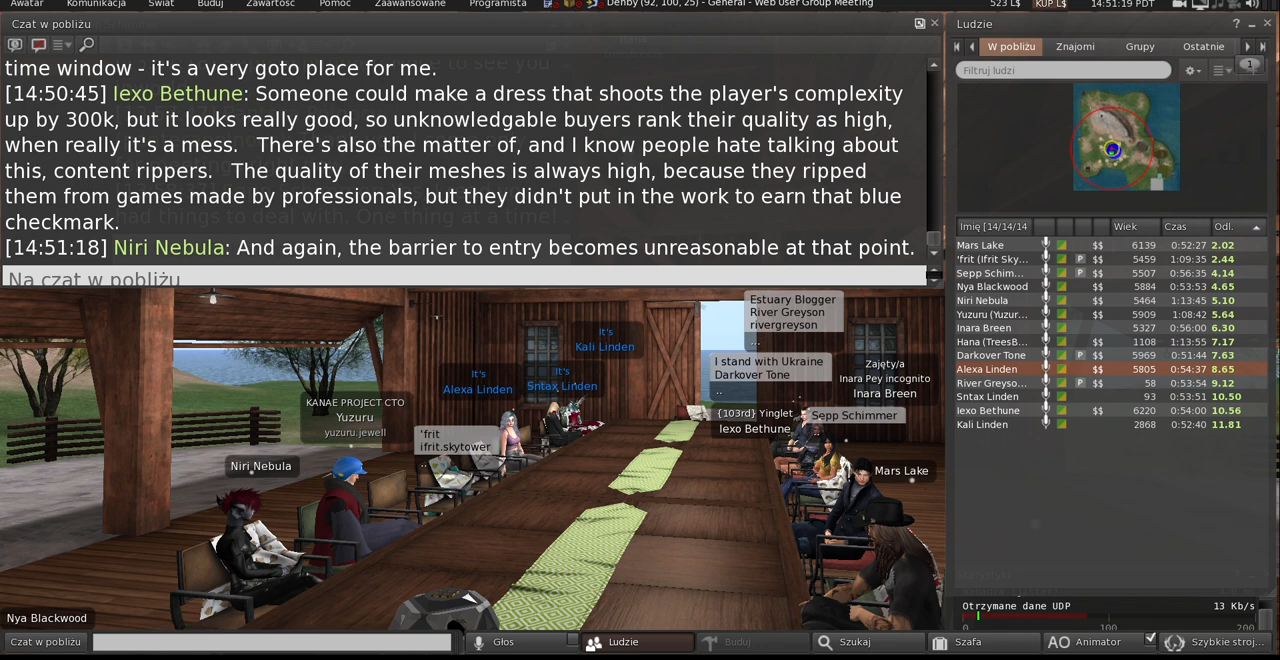 Awatar Komunikacja Świat Buduj Zawartość Pomoc Zaawansowane Programista Denby (92, 100, 25) - General - Web User Group Meeting 523 L$ KUP L$ 14:51:19 PDT
Czat w pobliżu
time window - it's a very goto place for me.
[14:50:45] Iexo Bethune: Someone could make a dress that shoots the player's complexity
up by 300k, but it looks really good, so unknowledgable buyers rank their quality as high,
when really it's a mess. There's also the matter of, and I know people hate talking about
this, content rippers. The quality of their meshes is always high, because they ripped
them from games made by professionals, but they didn't put in the work to earn that blue
checkmark.
[14:51:18] Niri Nebula: And again, the barrier to entry becomes unreasonable at that point.
Na czat w pobliżu
Estuary Blogger
River Greyson
rivergreyson
...
It's
Kali Linden
I stand with Ukraine
Darkover Tone
..
It's
Alexa Linden
It's
Sntax Linden
Zajęty/a
Inara Pey incognito
Inara Breen
KANAE PROJECT CTO
Yuzuru
yuzuru.jewell
{103rd} Yinglet
Iexo Bethune
Sepp Schimmer
'frit
ifrit.skytower
..
Niri Nebula
Mars Lake
Nya Blackwood
Ludzie
W pobliżu Znajomi Grupy Ostatnie
Filtruj ludzi
1
Imię [14/14/14 Wiek Czas Odl.
Mars Lake 6139 0:52:27 2.02
'frit (Ifrit Sky... P $$ 5459 1:09:35 2.44
Sepp Schim... P $$ 5507 0:56:35 4.14
Nya Blackwood $$ 5884 0:53:53 4.65
Niri Nebula $$ 5464 1:13:45 5.10
Yuzuru (Yuzur... $$ 5909 1:08:42 5.64
Inara Breen 5327 0:56:00 6.30
Hana (TreesB... $$ 1108 1:13:55 7.17
Darkover Tone P $$ 5969 0:51:44 7.63
Alexa Linden $$ 5805 0:54:37 8.65
River Greyso... P $$ 58 0:53:54 9.12
Sntax Linden 93 0:53:51 10.50
Iexo Bethune $$ 6220 0:54:00 10.56
Kali Linden 2868 0:52:40 11.81
Otrzymane dane UDP 13 Kb/s
0 100 200
Czat w pobliżu Głos Ludzie Buduj Szukaj Szafa AO Animator Szybkie stroj...